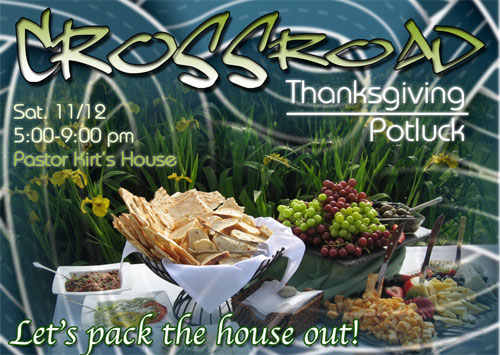 CROSSROAD
Thanksgiving
Potluck
Sat. 11/12
5:00-9:00 pm
Pastor Kirt's House
Let's pack the house out!